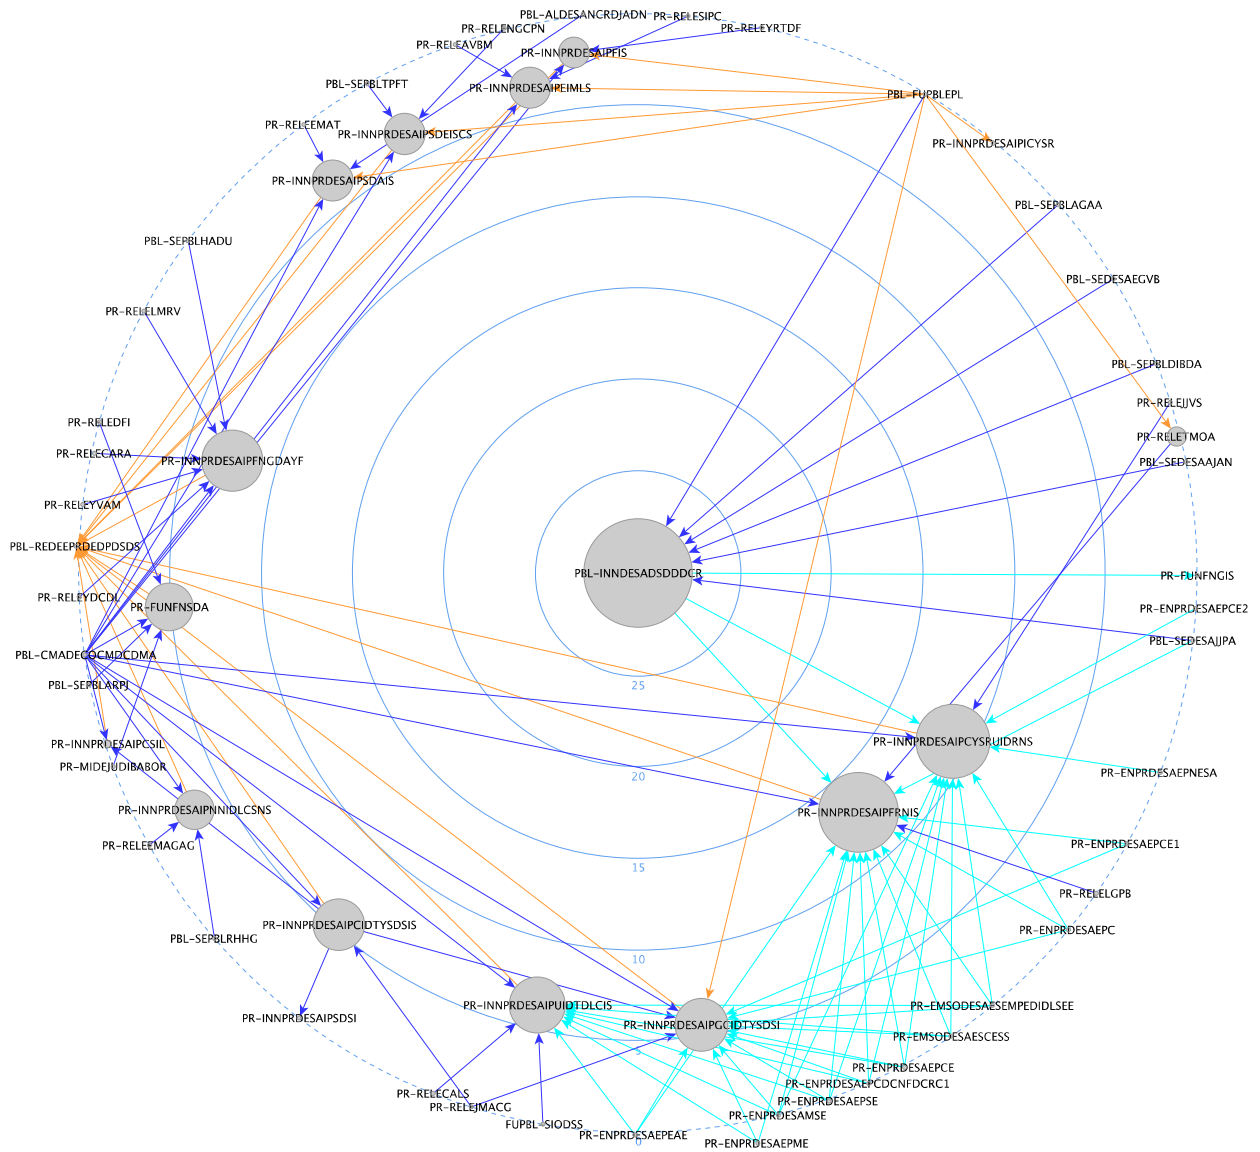 PBL-ALDESANCRDJADN
PR-RELESIPC
PR-RELENGCPN
PR-RELEYRTDF
PR-RELEAVBM
PR-INNPRDESAIPFIS
PBL-SEPBLTPFT
PR-INNPRDESAIPEIMLS
PBL-FUPBLEPL
PR-RELEEMAT
PR-INNPRDESAIPSDEISCS
PR-INNPRDESAIPICYSR
PR-INNPRDESAIPSDAIS
PBL-SEPBLAGAA
PBL-SEPBLHADU
PBL-SEDESAEGVB
PR-RELELMRV
PBL-SEPBLDIBDA
PR-RELEJJVS
PR-RELEDFI
PR-RELETMOA
PR-RELECARA
PR-INNPRDESAIPFNGDAYF
PBL-SEDESAAJAN
PR-RELEYVAM
PBL-REDEEPRDEDPDSDS
PBL-INNDESADSDDDCR
PR-FUNFNGIS
PR-RELEYDCDL
PR-FUNFNSDA
PR-ENPRDESAEPCE2
PBL-SEDESAJJPA
PBL-CMADECQCMDCDMA
PBL-SEPBLARPJ
25
PR-INNPRDESAIPCSIL
PR-INNPRDESAIPCYSRUIDRNS
PR-MIDEJUDIBABOR
20
PR-ENPRDESAEPNESA
PR-INNPRDESAIPNNIDLCSNS
PR-INNPRDESAIPFRNIS
PR-RELEEMAGAG
PR-ENPRDESAEPCE1
15
PR-RELELGPB
PR-INNPRDESAIPCIDTYSDSIS
PR-ENPRDESAEPC
PBL-SEPBLRHHG
10
PR-INNPRDESAIPUIDTDLCIS
PR-EMSODESAESEMPEDIDLSEE
PR-INNPRDESAIPSDSI
PR-INNPRDESAIPGCIDTYSDSI
PR-EMSODESAESCESS
5
PR-ENPRDESAEPCE
PR-ENPRDESAEPCDCNFDCRC1
PR-RELECALS
PR-ENPRDESAEPSE
PR-RELEJMACG
PR-ENPRDESAMSE
FUPBL-SIODSS
PR-ENPRDESAEPEAE
0
PR-ENPRDESAEPME